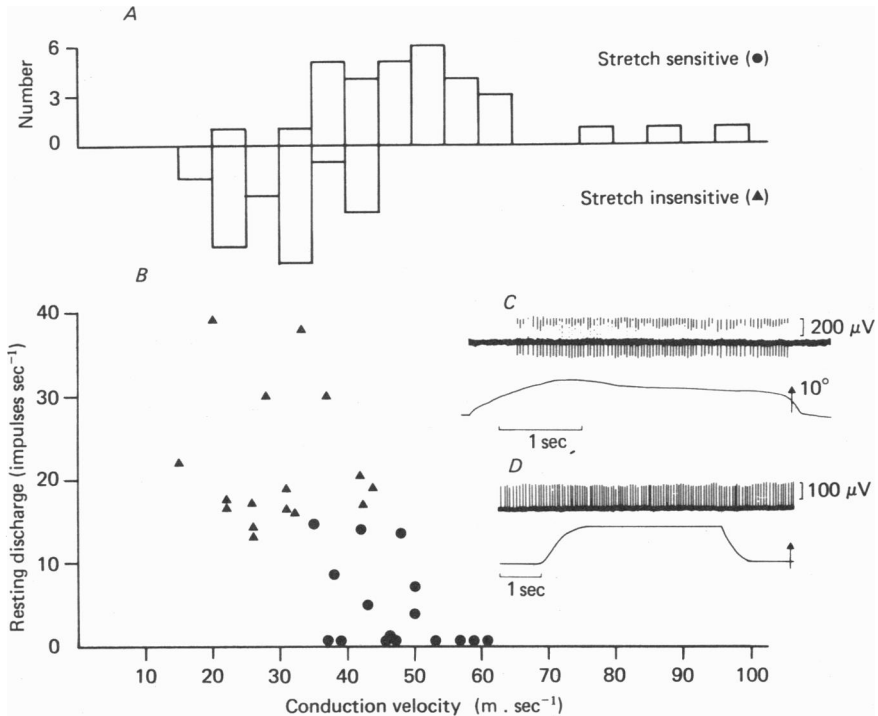 A
6
3
0
Number
Stretch sensitive (●)
Stretch insensitive (▲)
B
40
30
20
10
0
Resting discharge (impulses sec⁻¹)
10 20 30 40 50 60 70 80 90 100
Conduction velocity (m . sec⁻¹)
C
200 µV
10°
1 sec
D
100 µV
1 sec